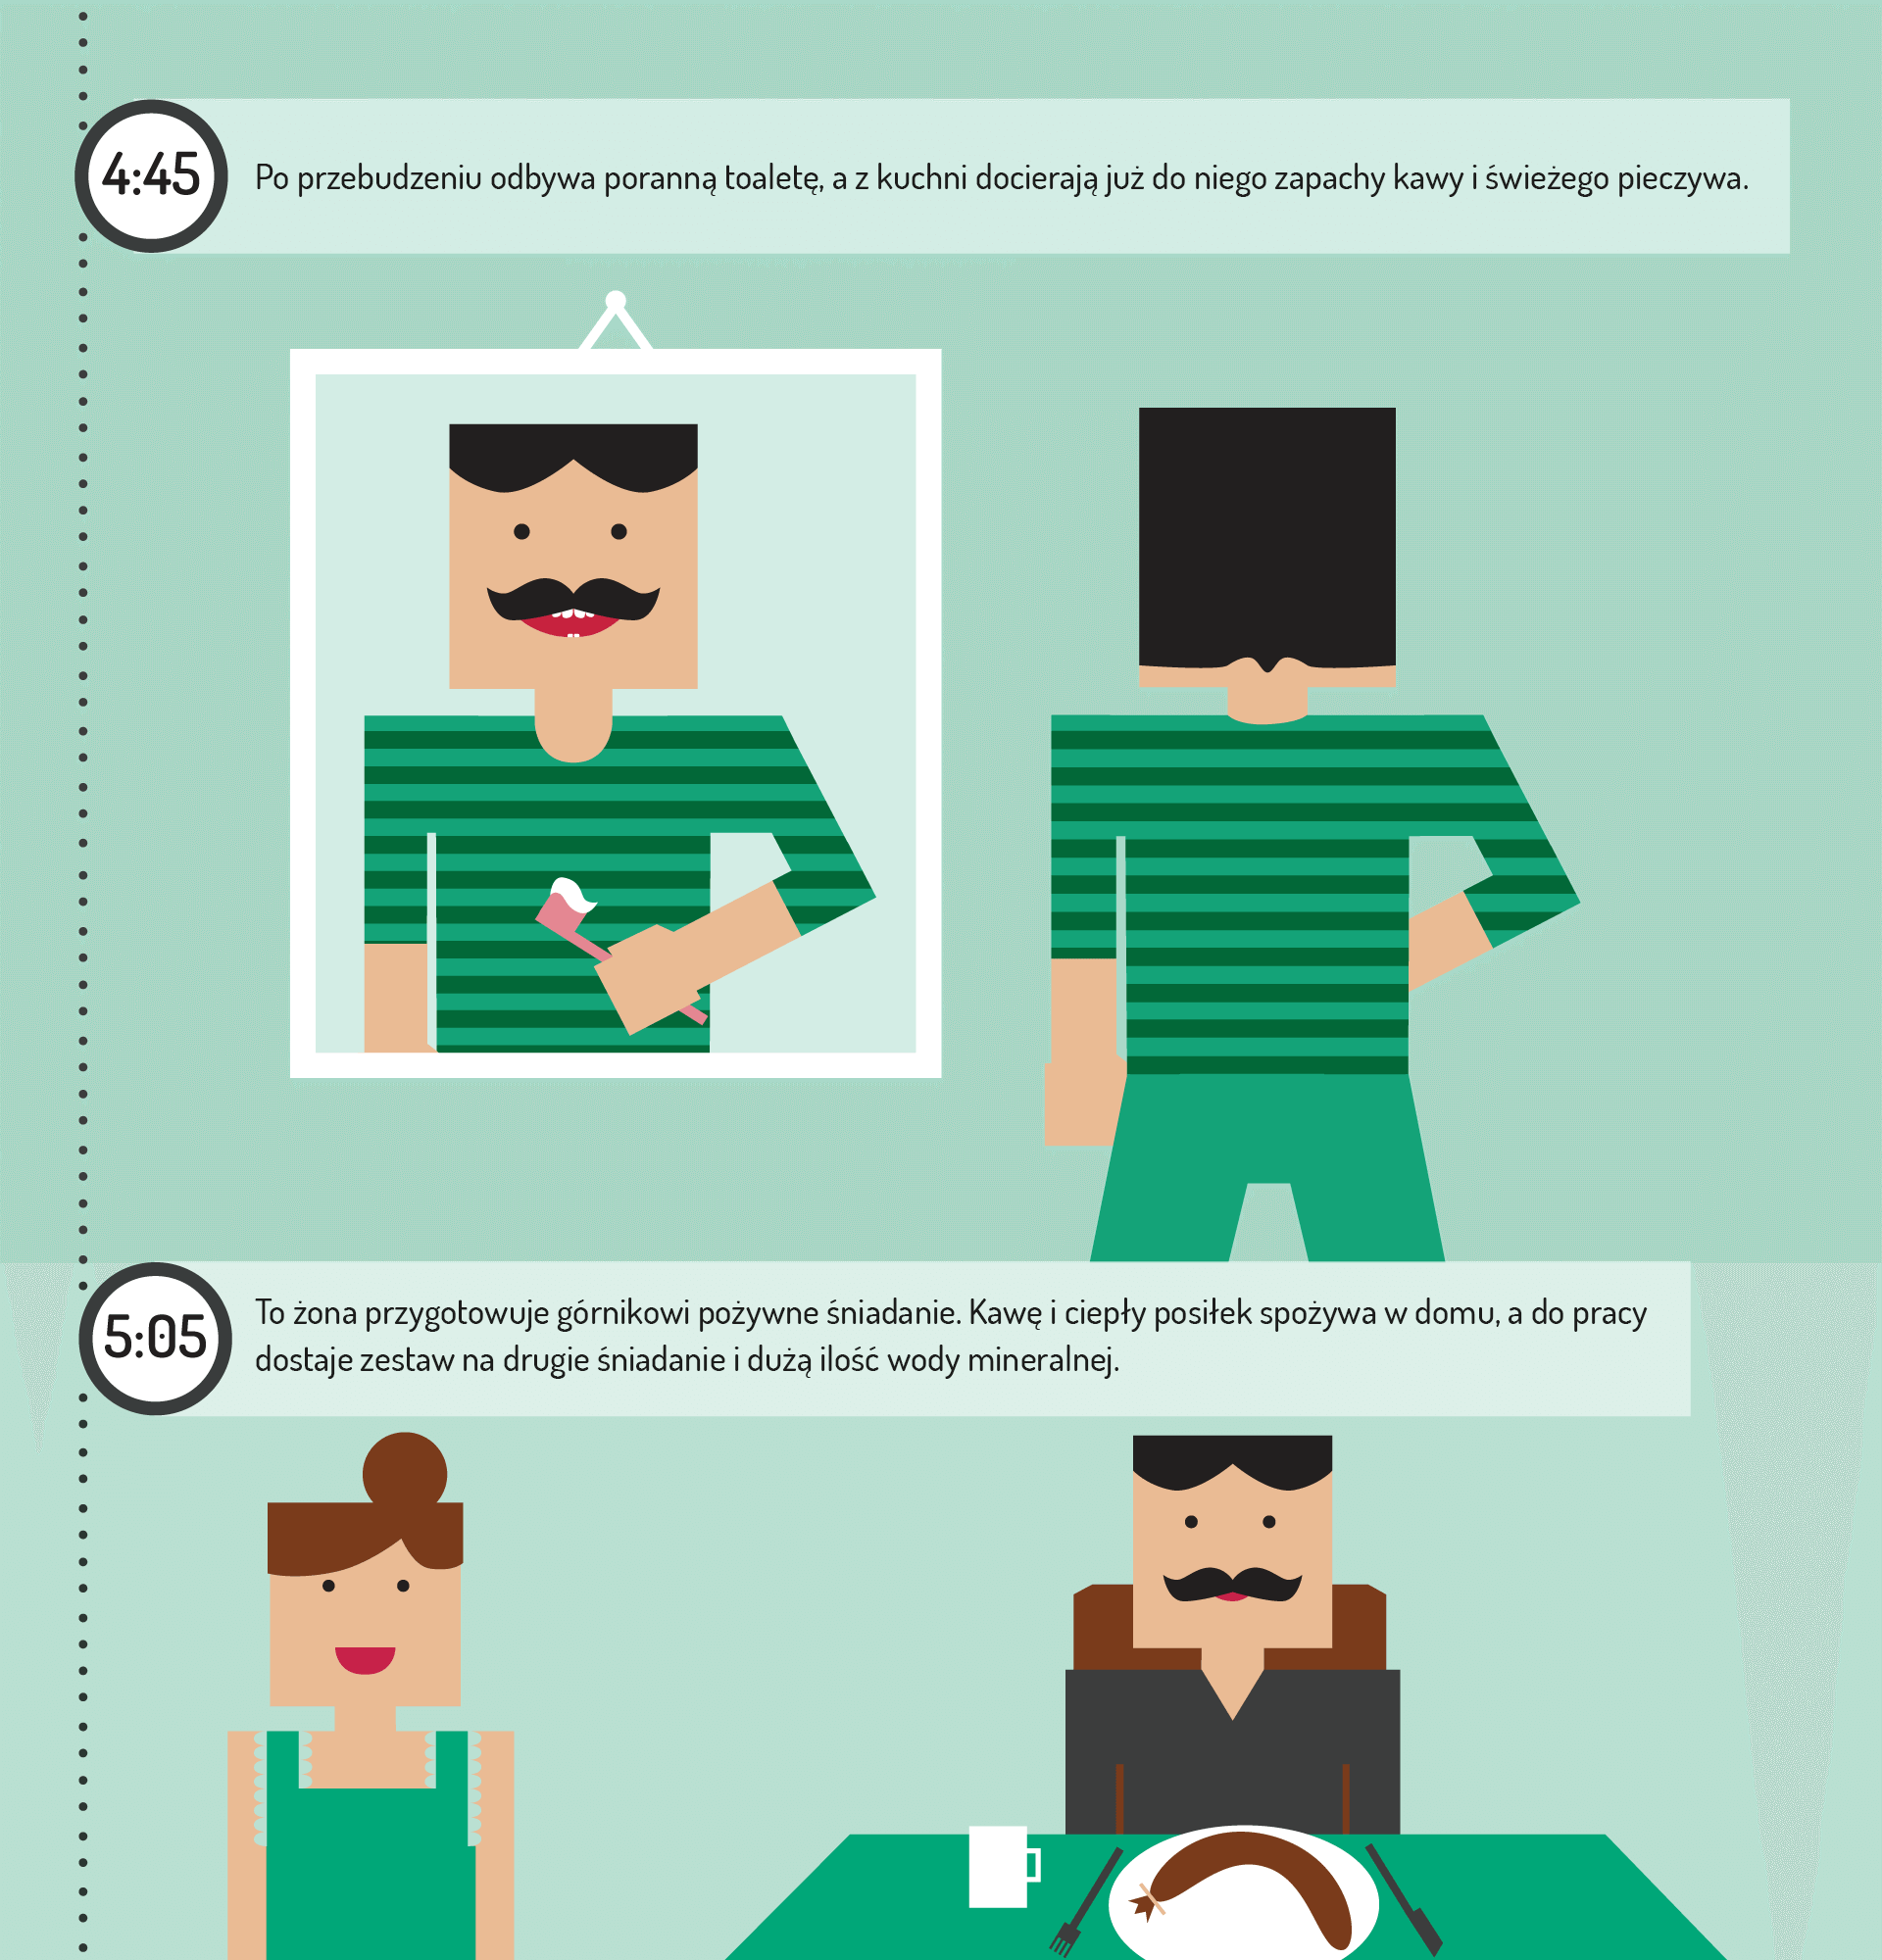 4:45
Po przebudzeniu odbywa poranną toaletę, a z kuchni docierają już do niego zapachy kawy i świeżego pieczywa.
5:05
To żona przygotowuje górnikowi pożywne śniadanie. Kawę i ciepły posiłek spożywa w domu, a do pracy
dostaje zestaw na drugie śniadanie i dużą ilość wody mineralnej.